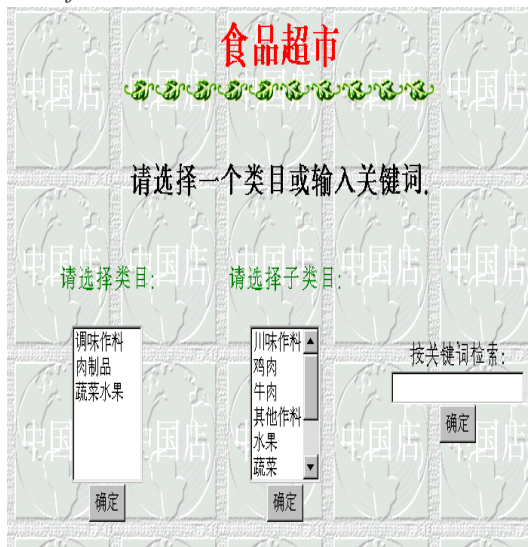 食品超市
请选择一个类目或输入关键词.
请选择类目:
请选择子类目:
调味作料
肉制品
蔬菜水果
确定
川味作料
鸡肉
牛肉
其他作料
水果
蔬菜
确定
按关键词检索:
确定
中国店